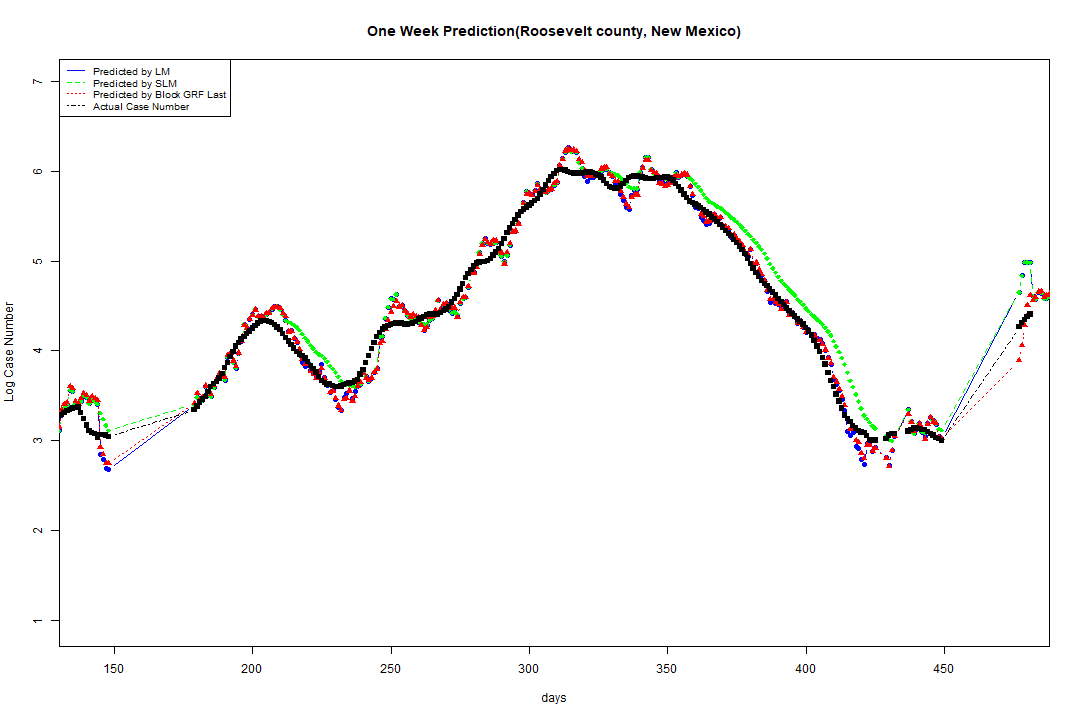 One Week Prediction(Roosevelt county, New Mexico)
Predicted by LM
Predicted by SLM
Predicted by Block GRF Last
Actual Case Number
Log Case Number
7
6
5
4
3
2
1
150 200 250 300 350 400 450
days